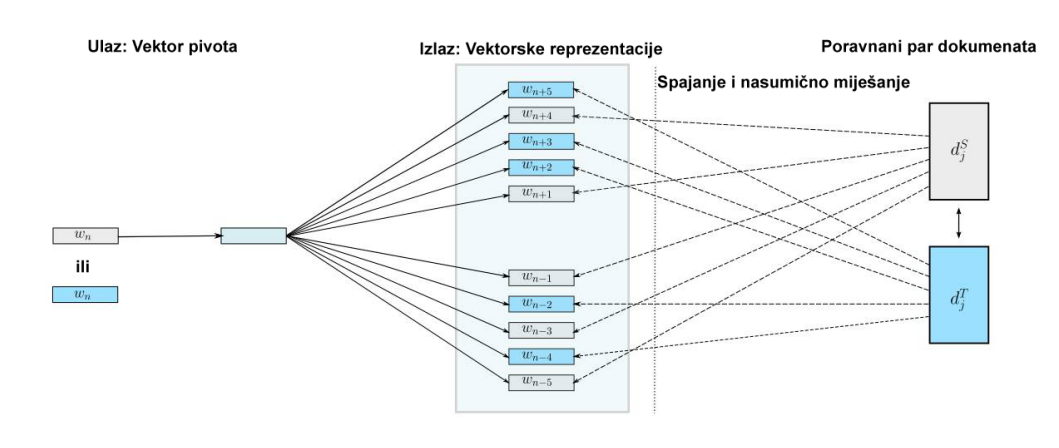 Ulaz: Vektor pivota
Izlaz: Vektorske reprezentacije
Poravnani par dokumenata
Spajanje i nasumično miješanje
w_{n+5}
w_{n+4}
w_{n+3}
w_{n+2}
w_{n+1}
w_n
ili
w_n
w_{n-1}
w_{n-2}
w_{n-3}
w_{n-4}
w_{n-5}
d_j^S
d_j^T